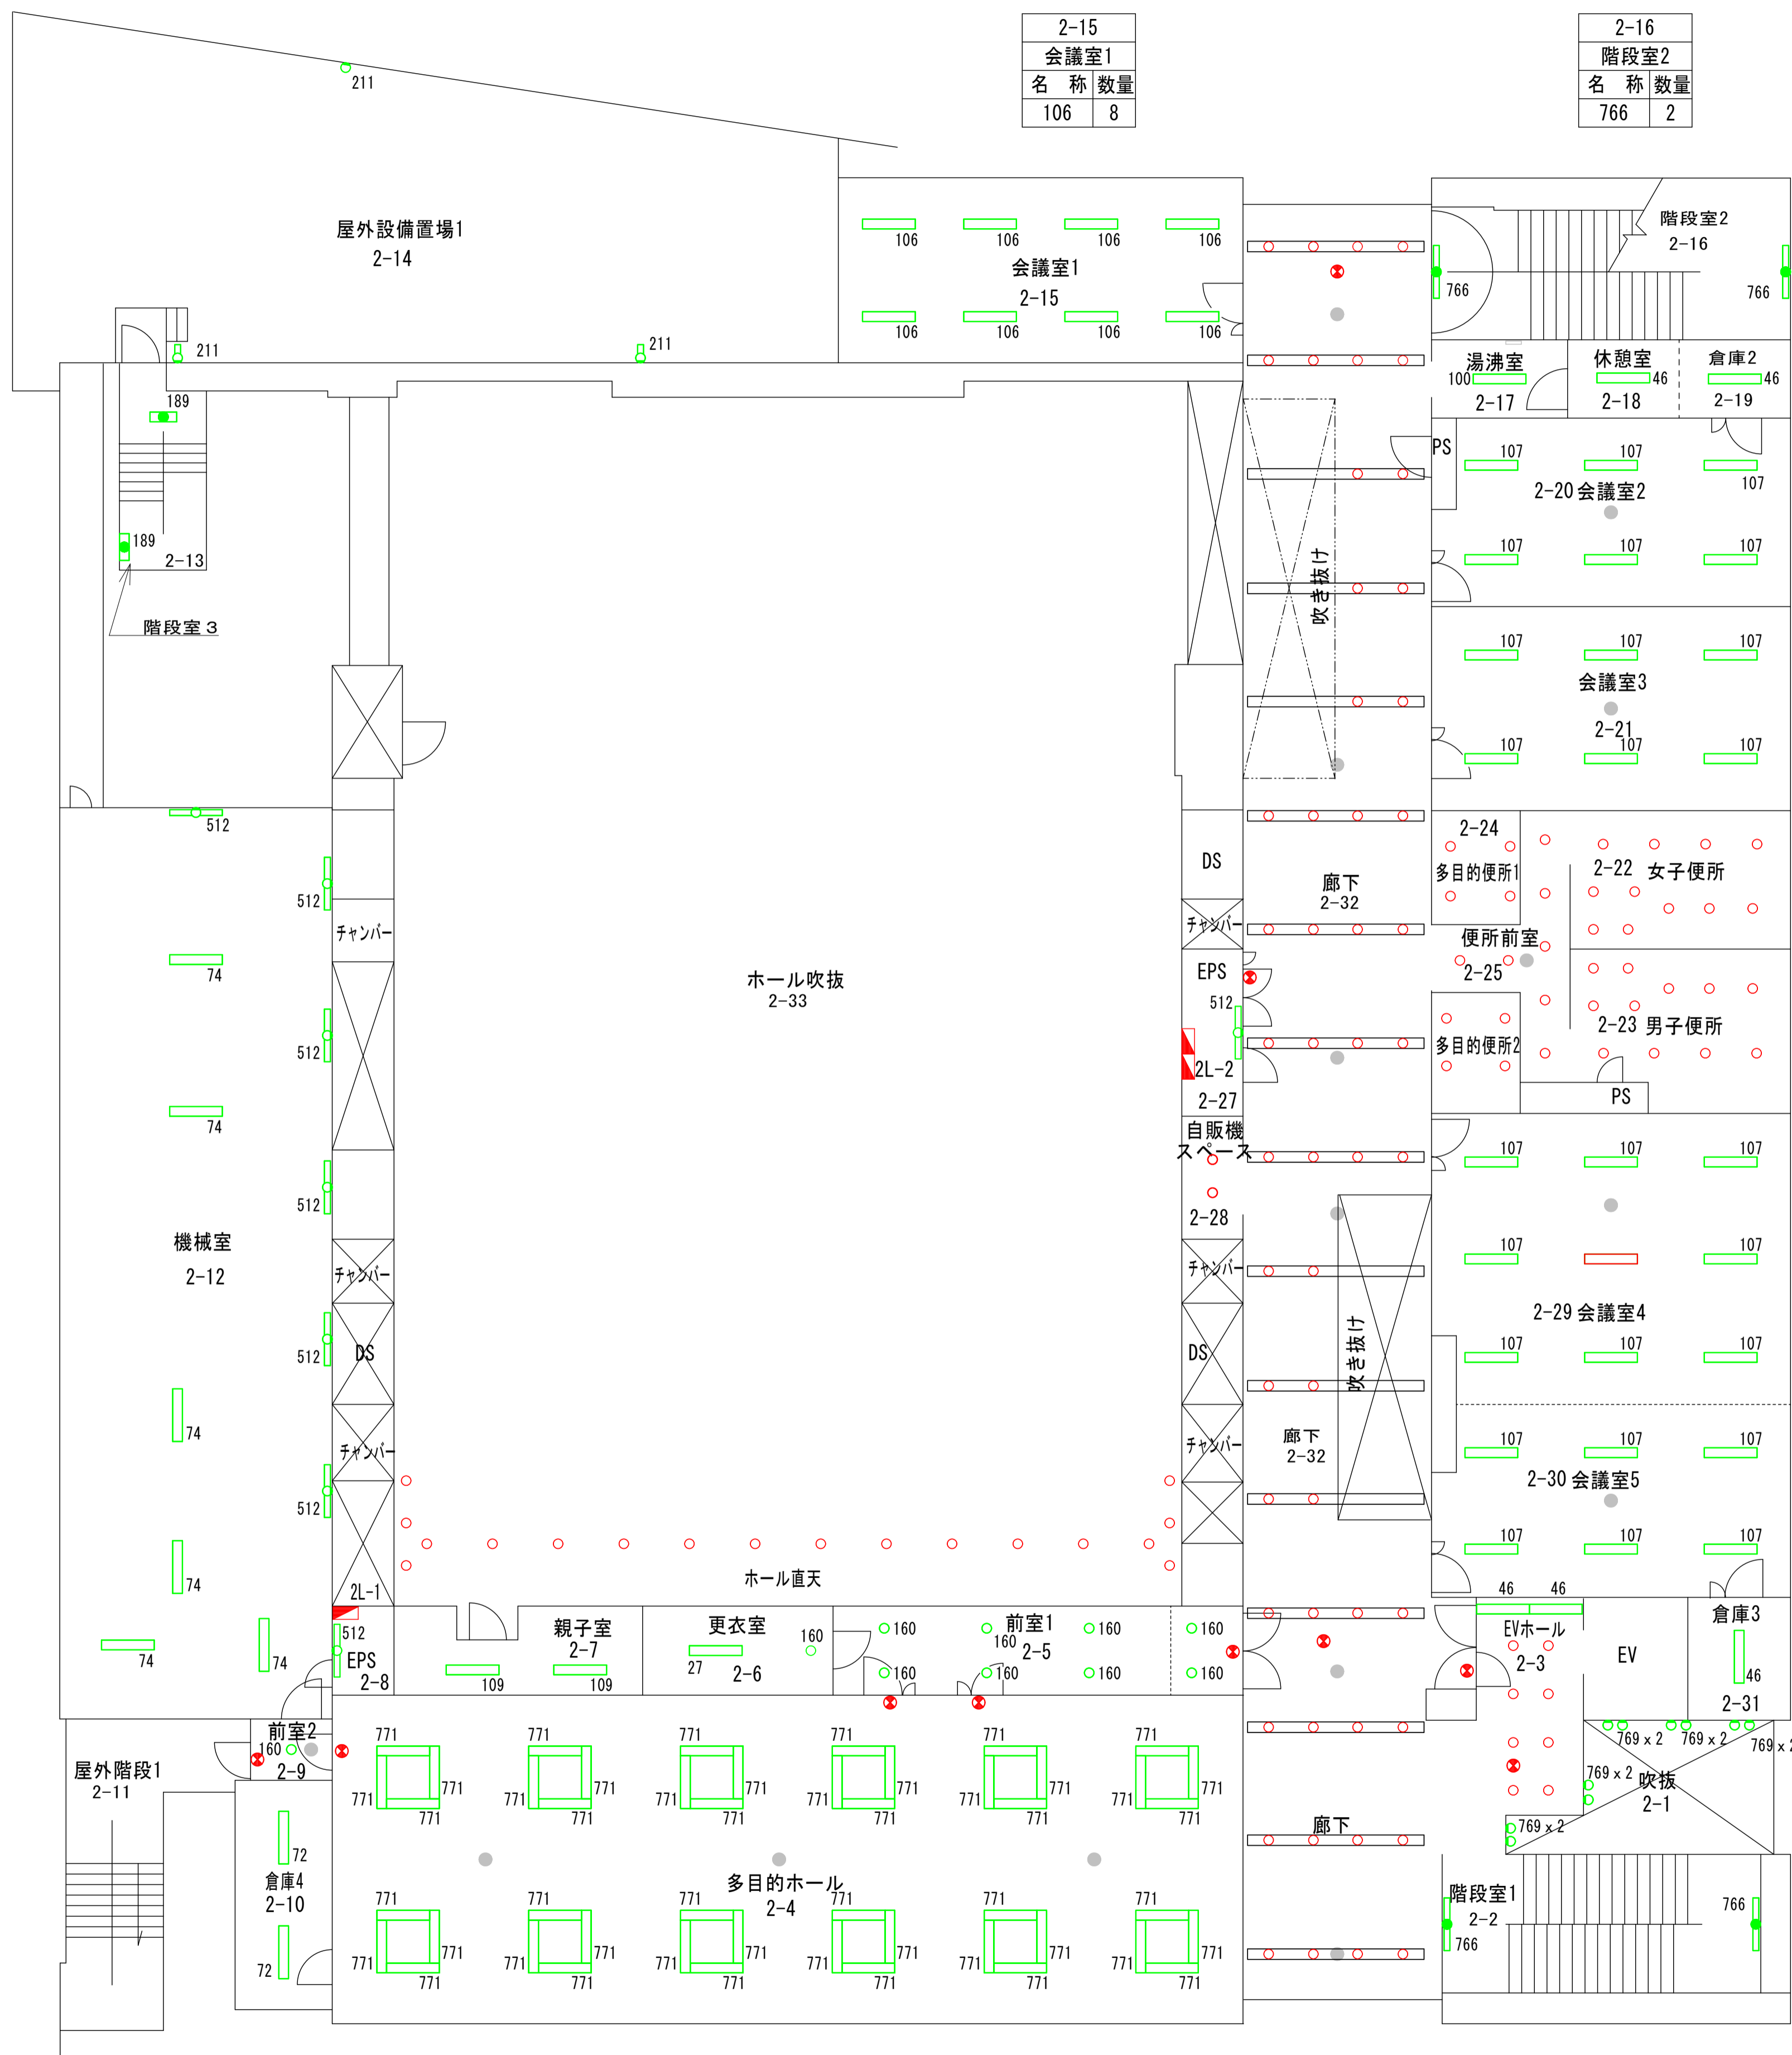 2-15
会議室1
名 称 数量
106 8
2-16
階段室2
名 称 数量
766 2
211
屋外設備置場1
2-14
106 106 106 106
会議室1
2-15
106 106 106 106
階段室2
2-16
766
766
211
211
189
189
2-13
階段室3
湯沸室
100
2-17
休憩室
46
2-18
倉庫2
46
2-19
PS
107 107 107
2-20 会議室2
107 107 107
吹き抜け
107 107 107
会議室3
2-21
107 107 107
512
512
チャンバー
74
512
74
512
機械室
2-12
チャンバー
512
DS
74
チャンバー
512
74
2L-1
74
74
ホール吹抜
2-33
DS
チャンバー
EPS
512
2L-2
2-27
自販機
スペース
2-28
チャンバー
DS
チャンバー
廊下
2-32
2-24
多目的便所1
2-22 女子便所
便所前室
2-25
2-23 男子便所
多目的便所2
PS
107 107 107
107 107
2-29 会議室4
107 107 107
吹き抜け
廊下
2-32
107 107 107
2-30 会議室5
107 107 107
ホール直天
512
EPS
2-8
親子室
2-7
109 109
更衣室
27
2-6
160
前室1
2-5
160
160 160 160
160 160 160 160
46 46
EVホール
2-3
EV
倉庫3
46
2-31
前室2
160
2-9
屋外階段1
2-11
72
倉庫4
2-10
72
771 771 771 771 771 771
771 771 771 771 771 771
771 771 771 771 771 771
771 771 771 771 771 771
多目的ホール
2-4
771 771 771 771 771 771
771 771 771 771 771 771
771 771 771 771 771 771
771 771 771 771 771 771
廊下
769x2 769x2 769x2
769x2
吹抜
2-1
769x2
階段室1
2-2
766
766